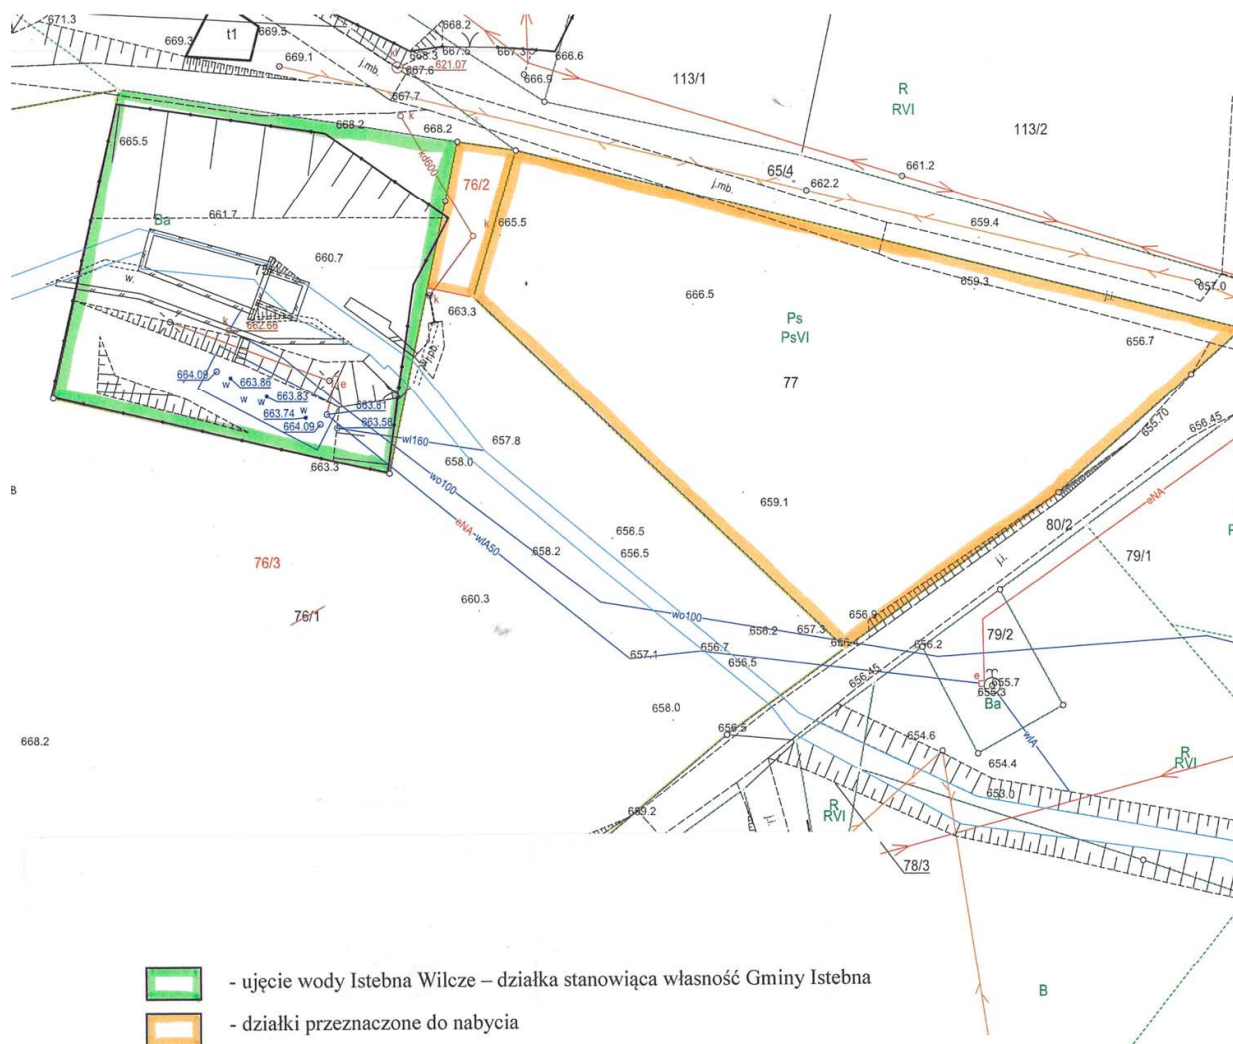 671.3
669.3
t1
669.5
669.1
j.mb.
668.2
668.3
667.6
667.3
666.6
667.6
621.07
666.9
667.7
113/1
R
RVI
113/2
665.5
668.2
k
668.2
kd600
76/2
65/4
j.mb.
662.2
661.2
659.4
659.3
657.0
j.i.
661.7
Ba
k
665.5
660.7
w.
k
663.3
666.5
Ps
PsVI
656.7
77
k
662.66
wj.pb.
664.09
w
663.86
e
w
w
663.83
663.74
w
663.81
664.09
663.58
wl160
657.8
658.0
663.3
wo100
655.70
656.45
B
659.1
eNA
eNA
wlA50
656.5
656.5
658.2
80/2
j.i.
79/1
76/3
76/1
660.3
wo100
656.2
657.3
656.9
656.4
656.2
79/2
657.1
656.7
656.5
656.45
e
655.7
655.3
Ba
658.0
656.5
654.6
wlA
668.2
654.4
R
RVI
653.0
659.2
j.i.
R
RVI
78/3
B
- ujęcie wody Istebna Wilcze – działka stanowiąca własność Gminy Istebna
- działki przeznaczone do nabycia